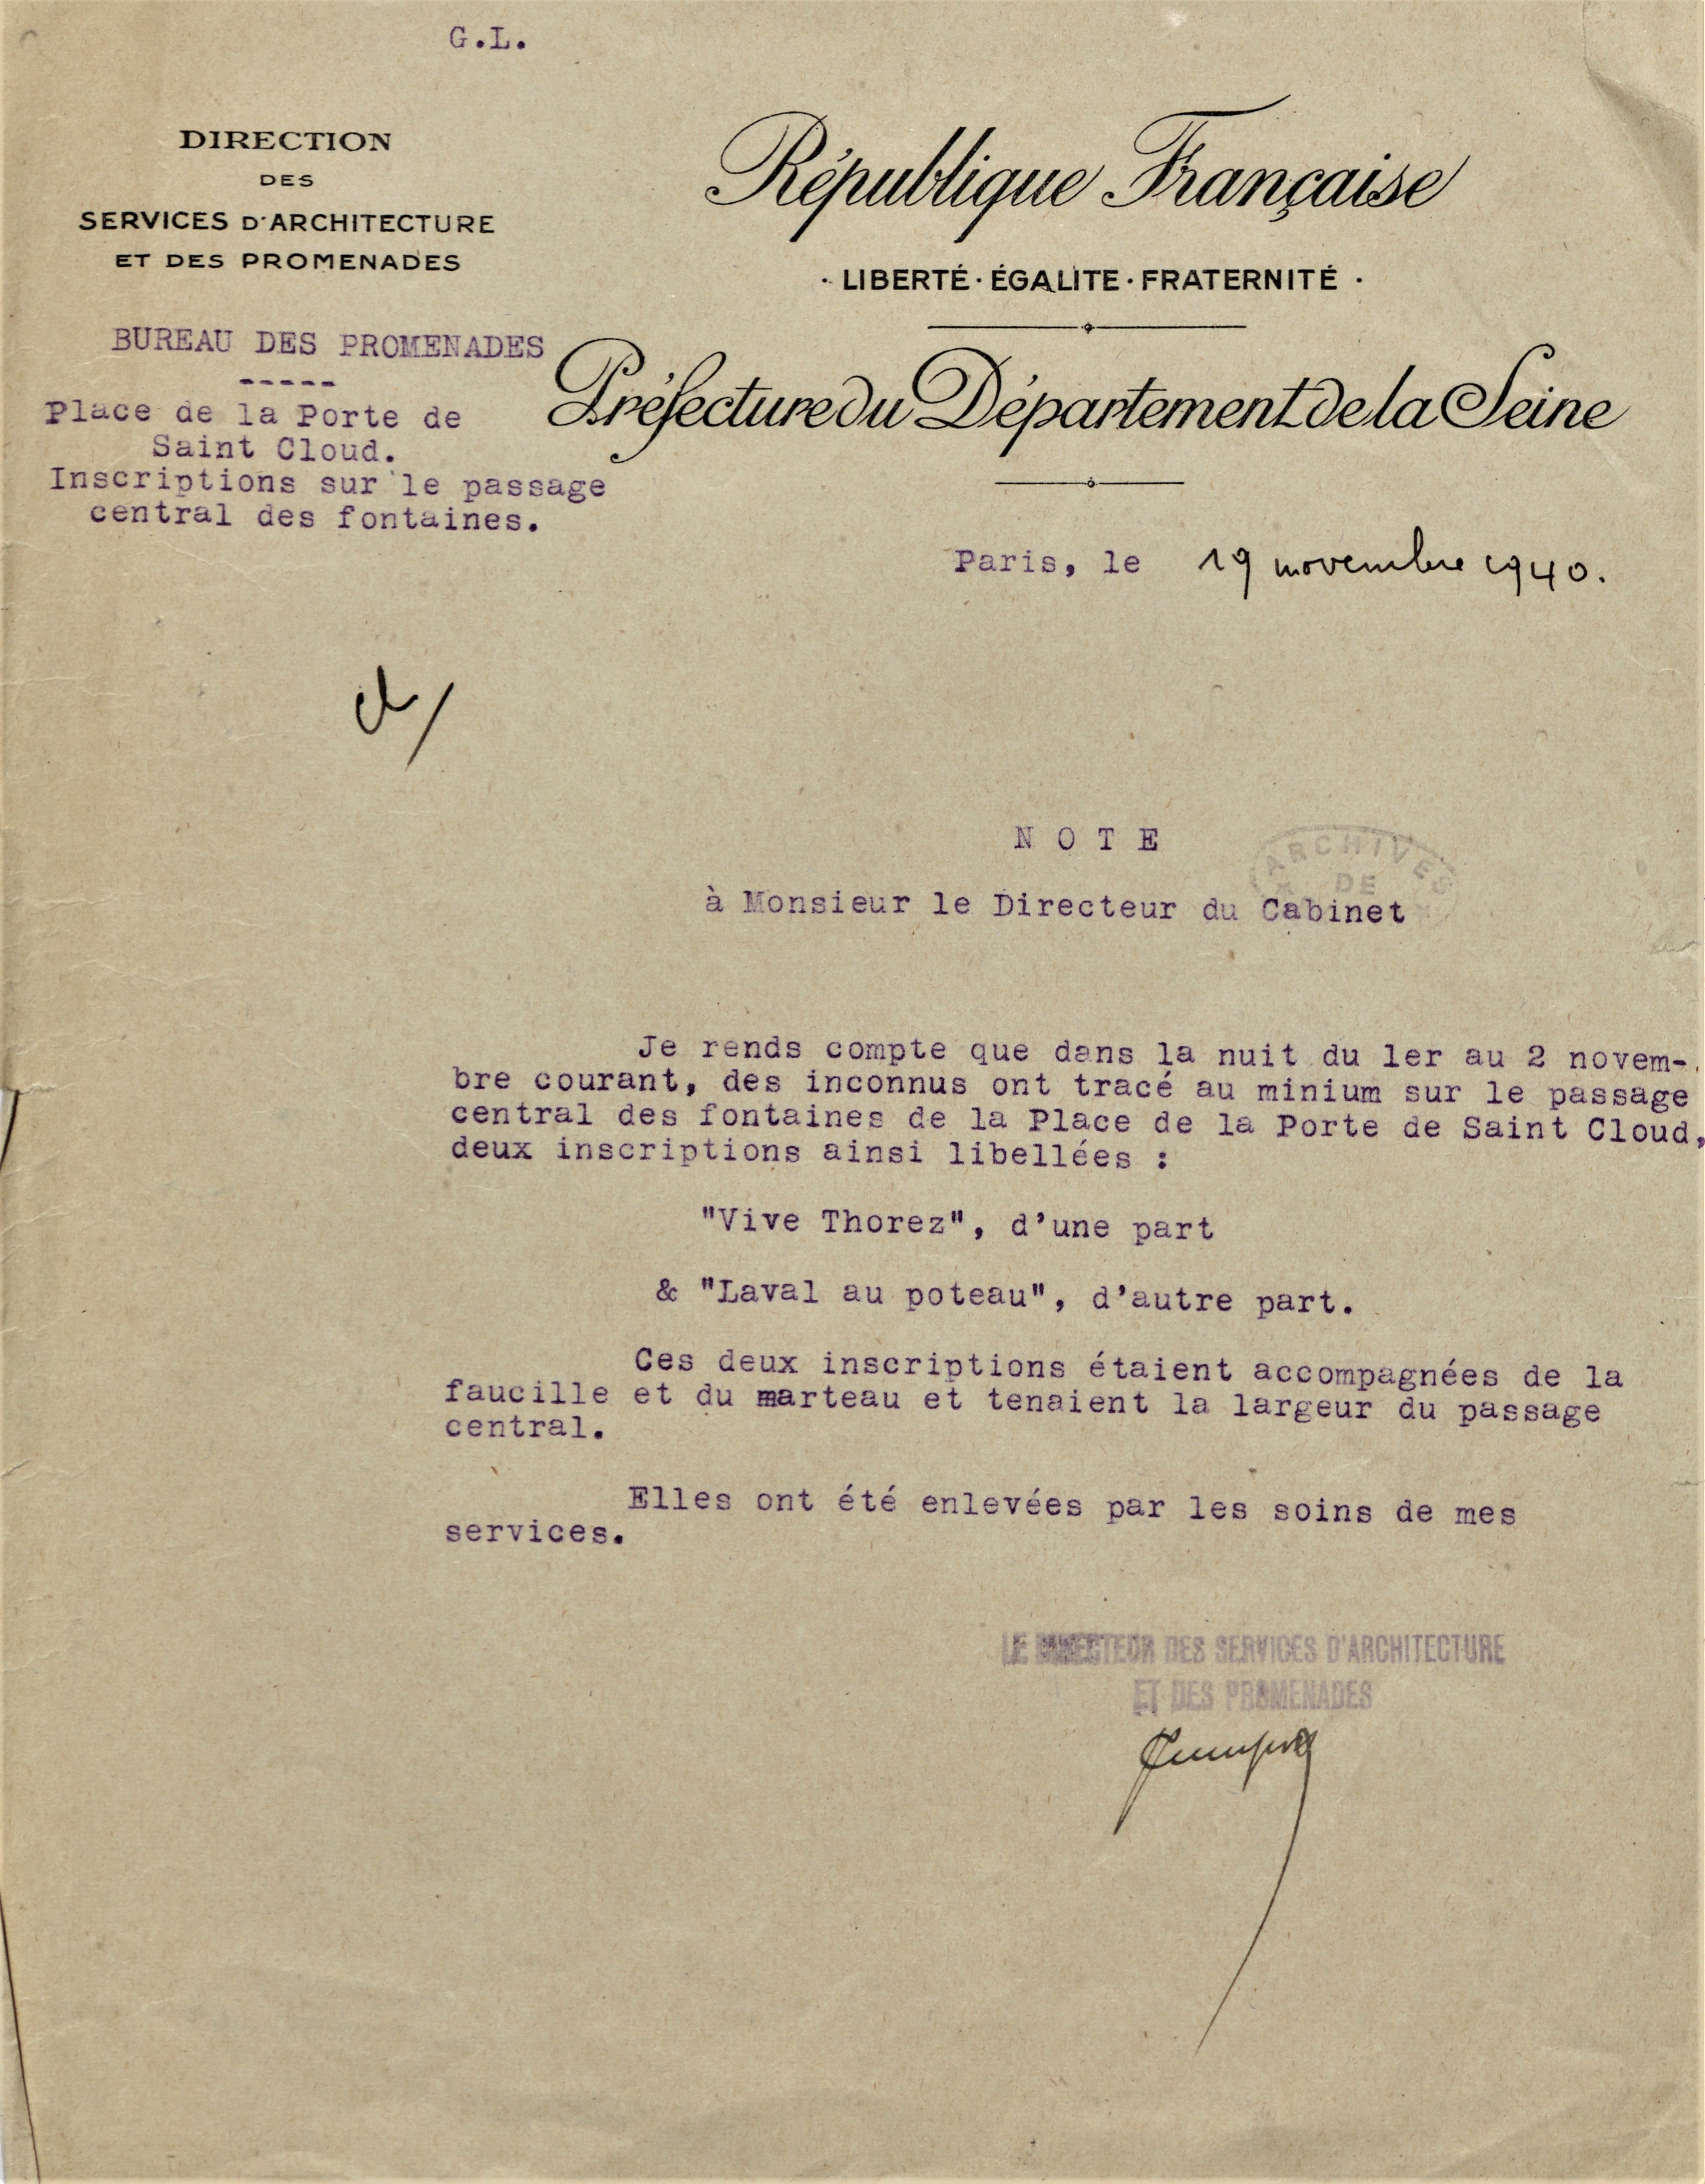 G.L.
DIRECTION
DES
SERVICES D'ARCHITECTURE
ET DES PROMENADES
BUREAU DES PROMENADES
-----
Place de la Porte de
Saint Cloud.
Inscriptions sur le passage
central des fontaines.
République Française
· LIBERTÉ · ÉGALITE · FRATERNITÉ ·
Préfecture du Département de la Seine
Paris, le 19 novembre 1940.
N O T E
à Monsieur le Directeur du Cabinet
ARCHIVES
DE
Je rends compte que dans la nuit du 1er au 2 novem-
bre courant, des inconnus ont tracé au minium sur le passage
central des fontaines de la Place de la Porte de Saint Cloud,
deux inscriptions ainsi libellées :
"Vive Thorez", d'une part
& "Laval au poteau", d'autre part.
Ces deux inscriptions étaient accompagnées de la
faucille et du marteau et tenaient la largeur du passage
central.
Elles ont été enlevées par les soins de mes
services.
LE DIRECTEUR DES SERVICES D'ARCHITECTURE
ET DES PROMENADES